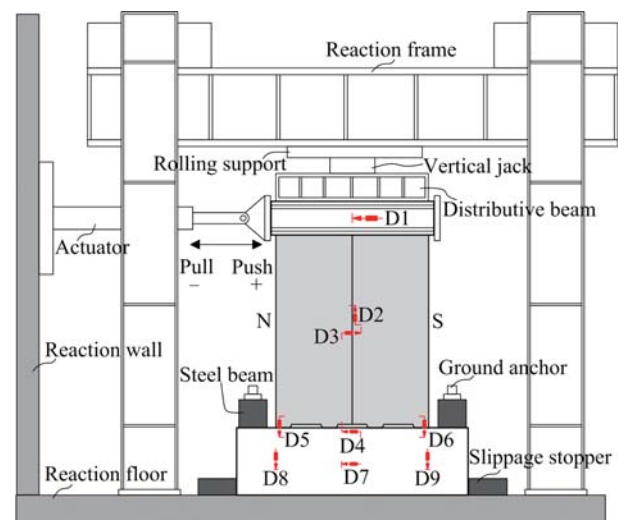 Reaction frame
Rolling support
Vertical jack
Distributive beam
D1
Actuator
Pull
Push
−
+
D2
N
S
D3
Reaction wall
Steel beam
Ground anchor
D5
D4
D6
Slippage stopper
D8
D7
D9
Reaction floor